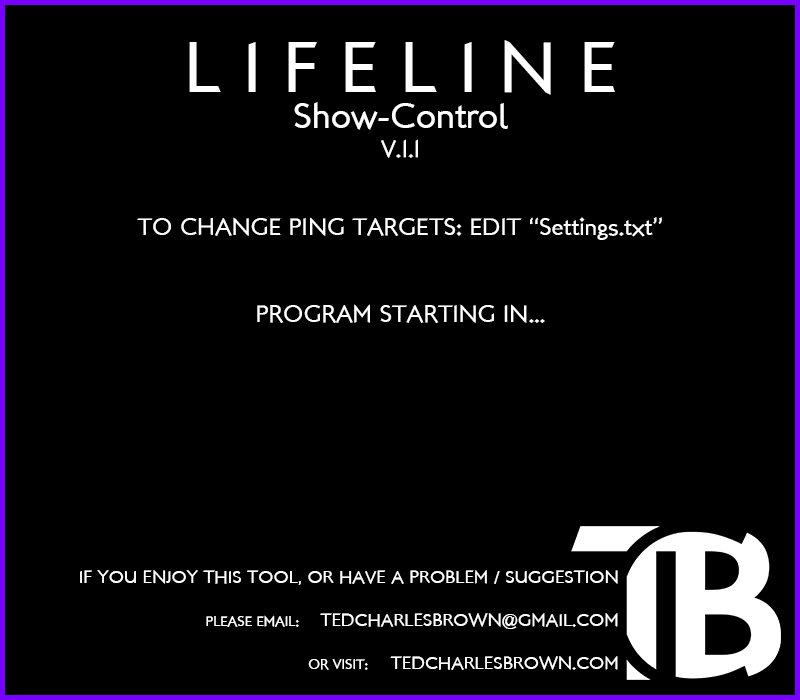 LIFELINE
Show-Control
V.1.1
TO CHANGE PING TARGETS: EDIT “Settings.txt”
PROGRAM STARTING IN...
IF YOU ENJOY THIS TOOL, OR HAVE A PROBLEM / SUGGESTION
PLEASE EMAIL: TEDCHARLESBROWN@GMAIL.COM
OR VISIT: TEDCHARLESBROWN.COM
TB